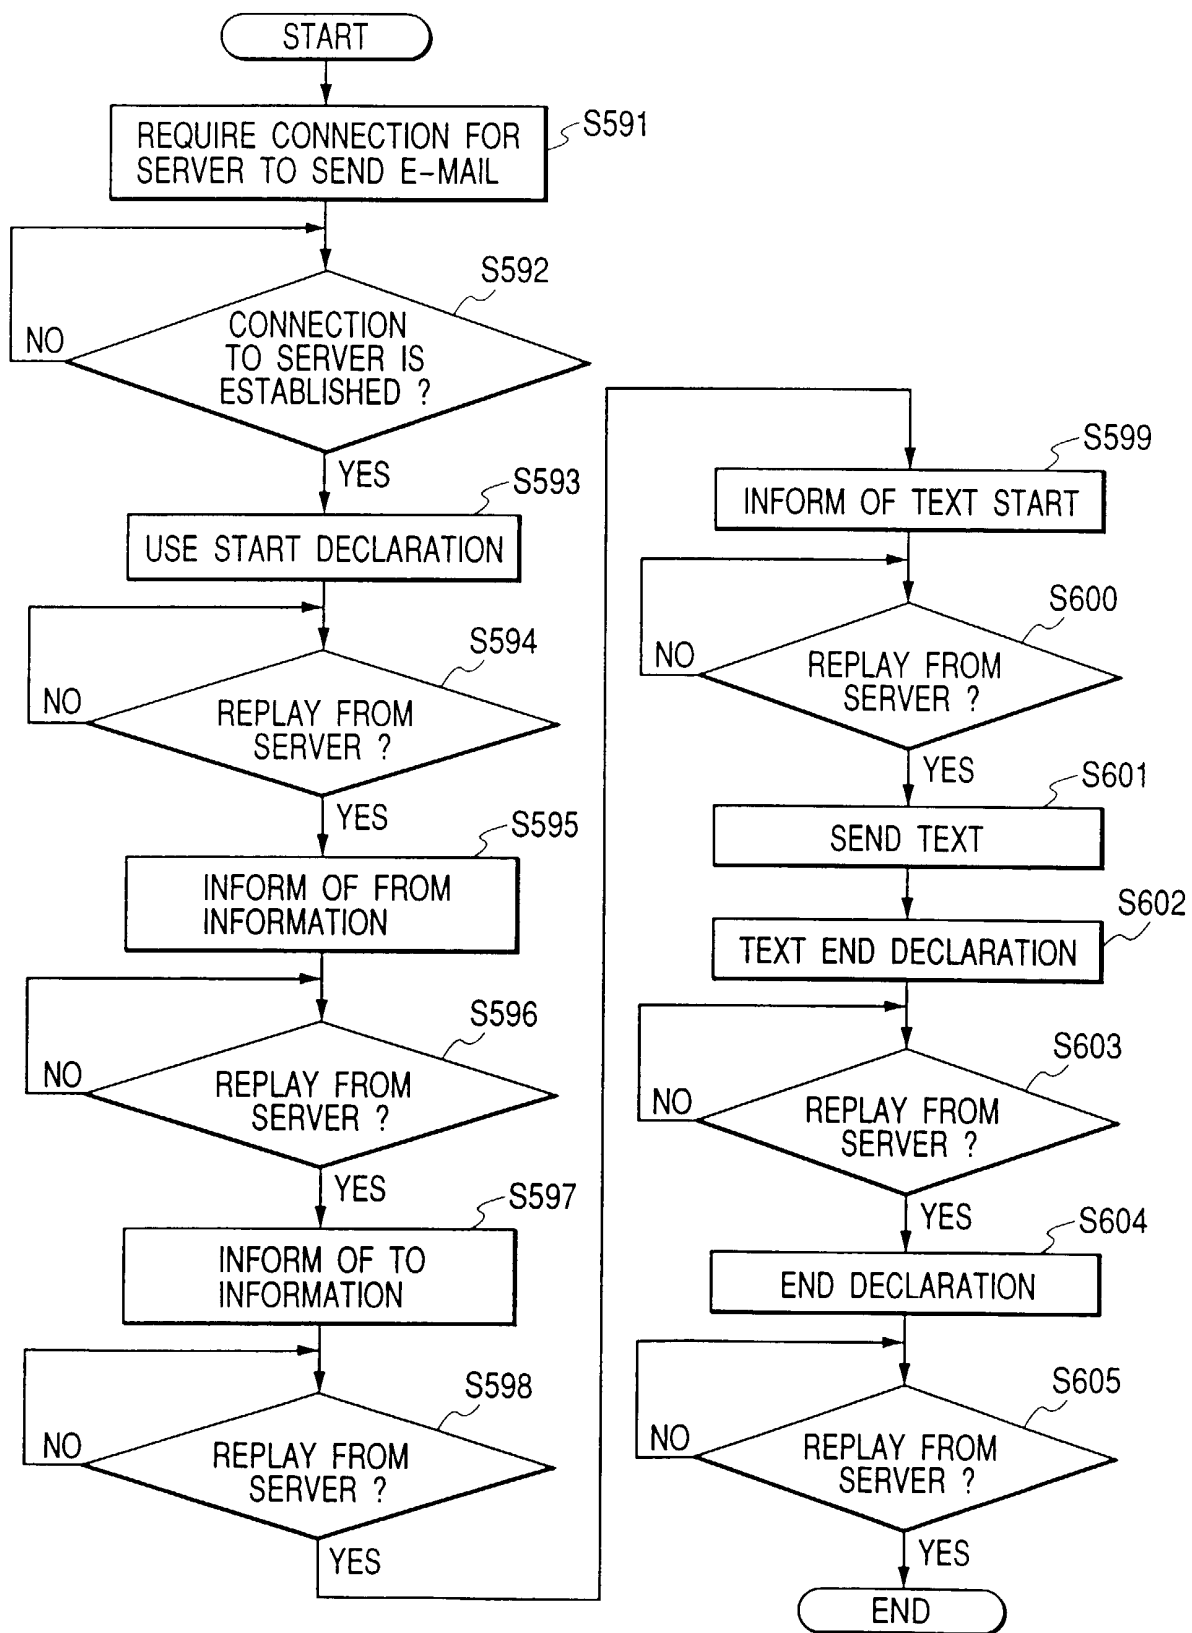 START
REQUIRE CONNECTION FOR
SERVER TO SEND E-MAIL
S591
S592
CONNECTION
TO SERVER IS
ESTABLISHED ?
NO
YES
S593
USE START DECLARATION
S594
REPLAY FROM
SERVER ?
NO
YES
S595
INFORM OF FROM
INFORMATION
S596
REPLAY FROM
SERVER ?
NO
YES
S597
INFORM OF TO
INFORMATION
S598
REPLAY FROM
SERVER ?
NO
YES
S599
INFORM OF TEXT START
S600
REPLAY FROM
SERVER ?
NO
YES
S601
SEND TEXT
S602
TEXT END DECLARATION
S603
REPLAY FROM
SERVER ?
NO
YES
S604
END DECLARATION
S605
REPLAY FROM
SERVER ?
NO
YES
END